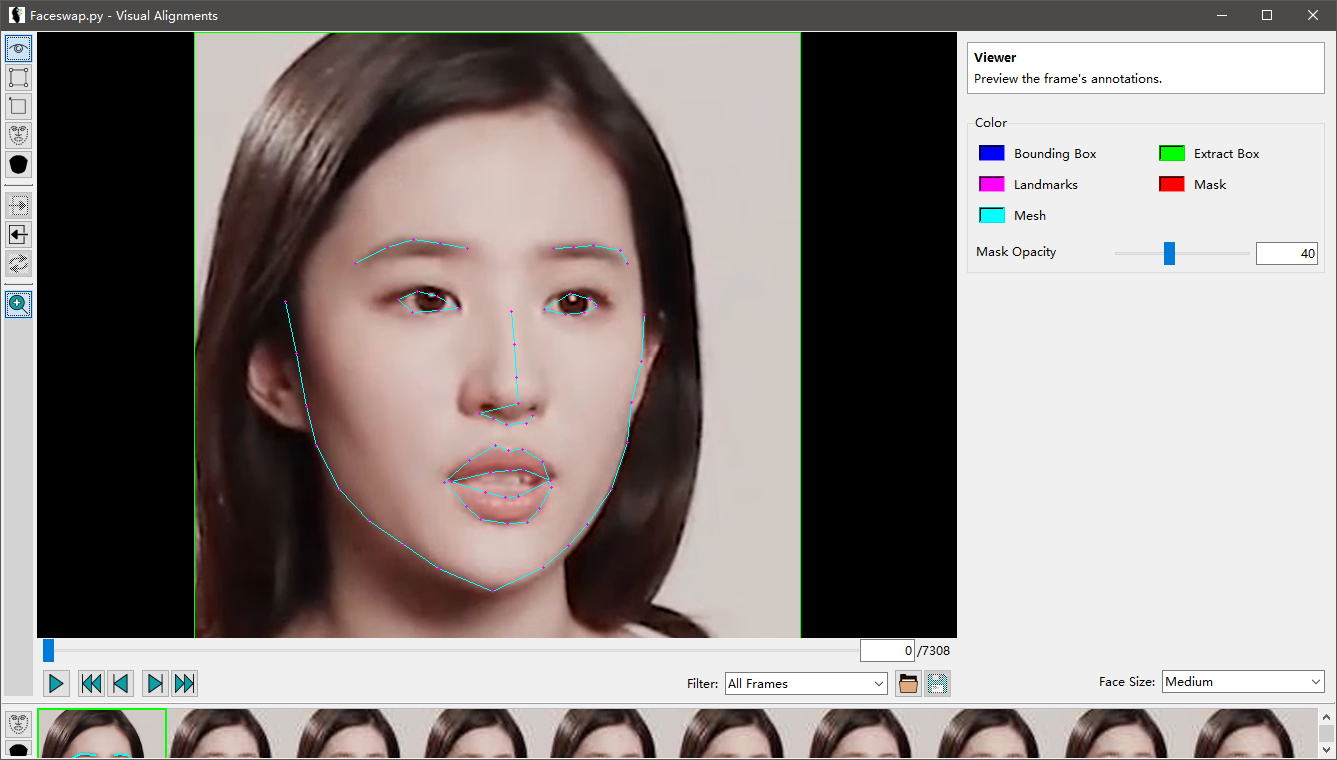 Faceswap.py - Visual Alignments
Viewer
Preview the frame's annotations.
Color
Bounding Box
Extract Box
Landmarks
Mask
Mesh
Mask Opacity
40
0 /7308
Filter: All Frames
Face Size: Medium